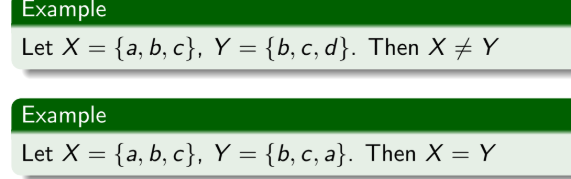 Example
Let X = {a, b, c}, Y = {b, c, d}. Then X ≠ Y
Example
Let X = {a, b, c}, Y = {b, c, a}. Then X = Y